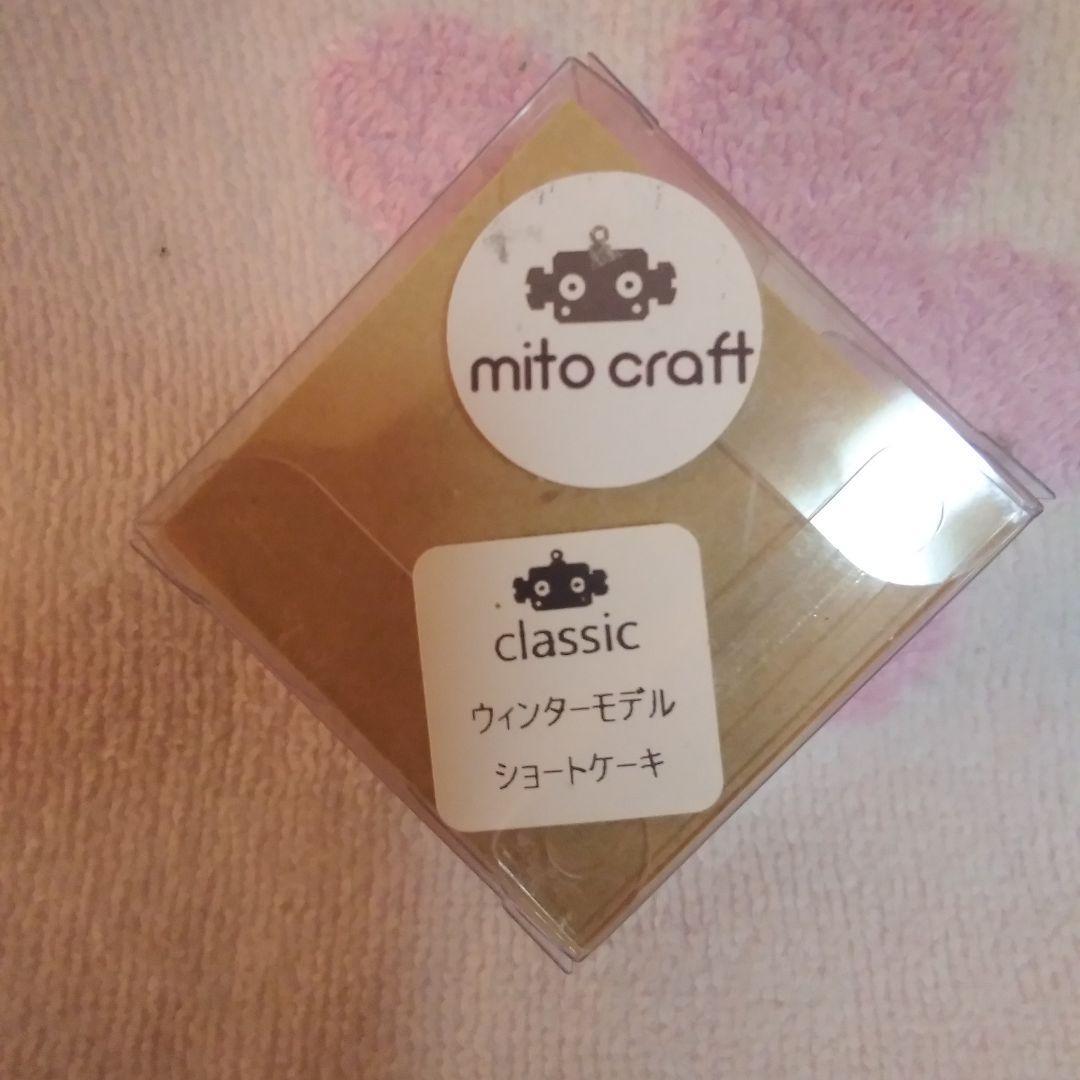 mito craft
classic
ウィンターモデル
ショートケーキ